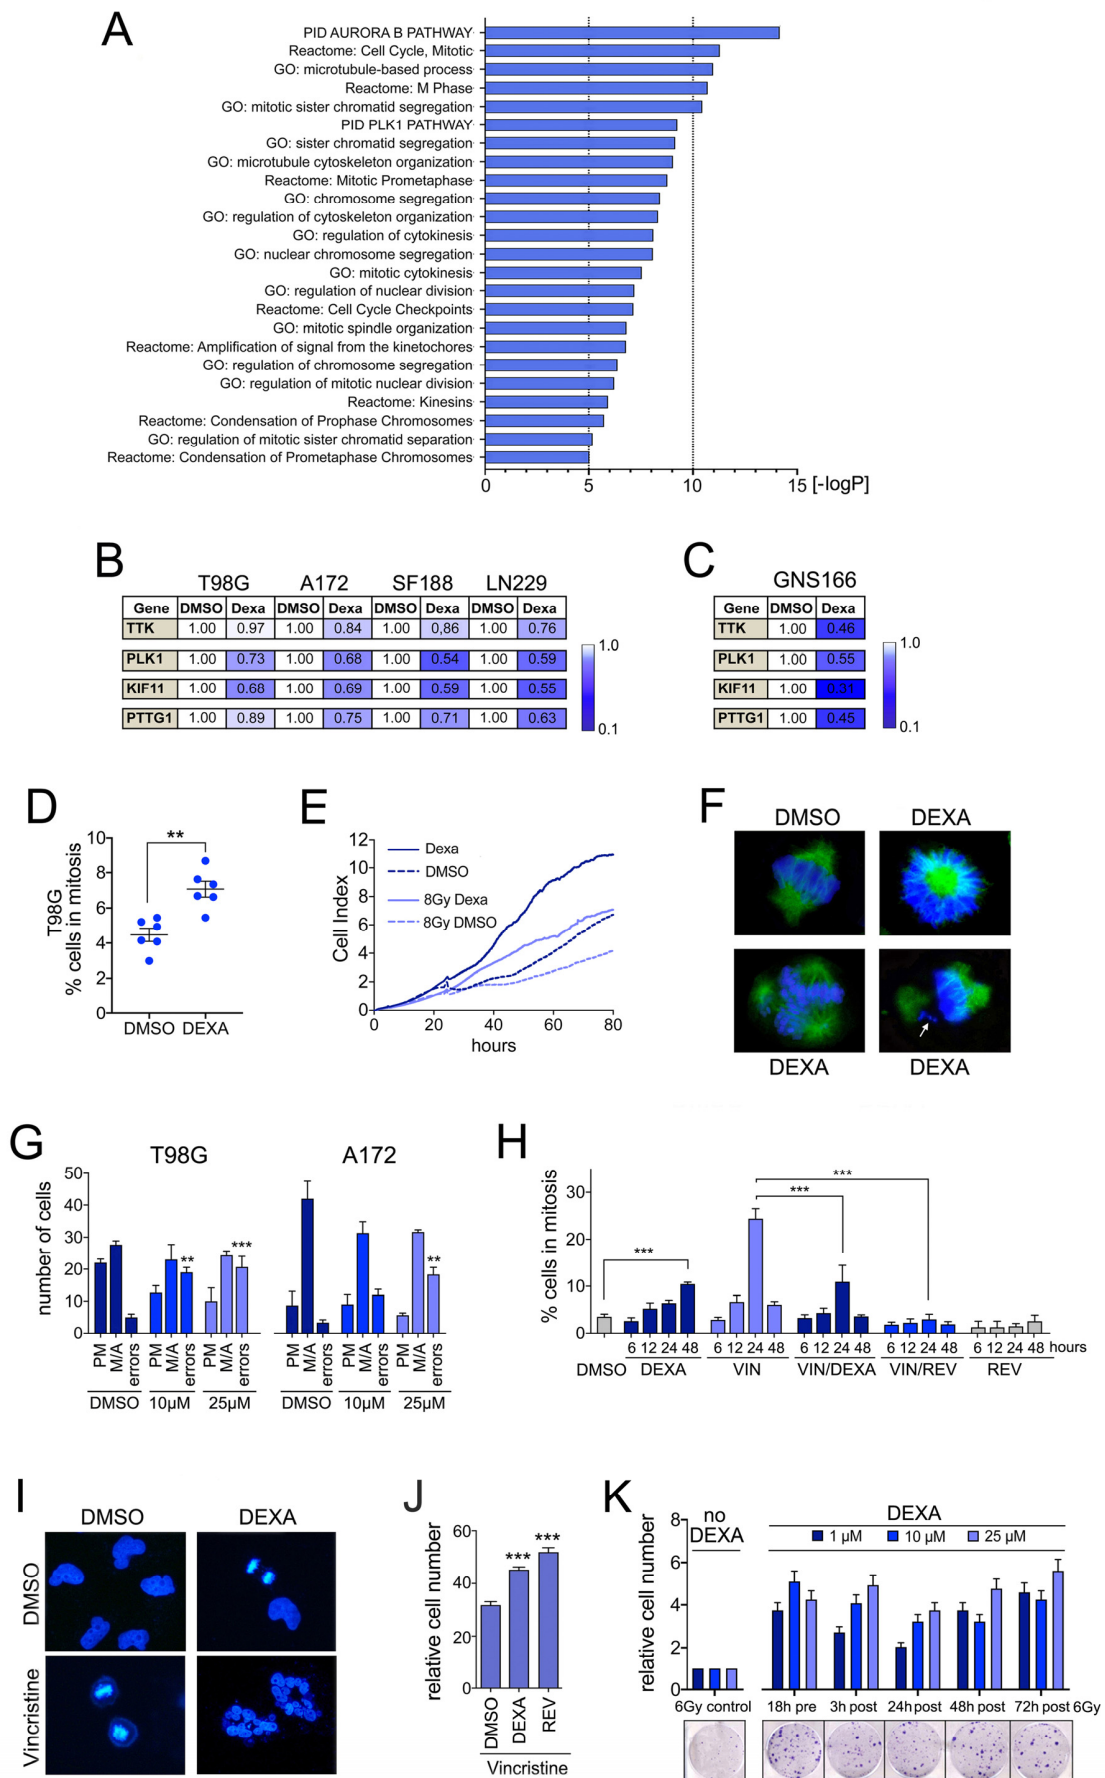 A
PID AURORA B PATHWAY
Reactome: Cell Cycle, Mitotic
GO: microtubule-based process
Reactome: M Phase
GO: mitotic sister chromatid segregation
PID PLK1 PATHWAY
GO: sister chromatid segregation
GO: microtubule cytoskeleton organization
Reactome: Mitotic Prometaphase
GO: chromosome segregation
GO: regulation of cytoskeleton organization
GO: regulation of cytokinesis
GO: nuclear chromosome segregation
GO: mitotic cytokinesis
GO: regulation of nuclear division
Reactome: Cell Cycle Checkpoints
GO: mitotic spindle organization
Reactome: Amplification of signal from the kinetochores
GO: regulation of chromosome segregation
GO: regulation of mitotic nuclear division
Reactome: Kinesins
Reactome: Condensation of Prophase Chromosomes
GO: regulation of mitotic sister chromatid separation
Reactome: Condensation of Prometaphase Chromosomes
0 5 10 15 [-logP]
B
T98G A172 SF188 LN229
Gene DMSO Dexa DMSO Dexa DMSO Dexa DMSO Dexa
TTK 1.00 0.97 1.00 0.84 1.00 0,86 1.00 0.76
PLK1 1.00 0.73 1.00 0.68 1.00 0.54 1.00 0.59
KIF11 1.00 0.68 1.00 0.69 1.00 0.59 1.00 0.55
PTTG1 1.00 0.89 1.00 0.75 1.00 0.71 1.00 0.63
1.0
0.1
C
GNS166
Gene DMSO Dexa
TTK 1.00 0.46
PLK1 1.00 0.55
KIF11 1.00 0.31
PTTG1 1.00 0.45
1.0
0.1
D
T98G
% cells in mitosis
10
8
6
4
2
0
**
DMSO DEXA
E
Cell Index
12
10
8
6
4
2
0
Dexa
DMSO
8Gy Dexa
8Gy DMSO
0 20 40 60 80
hours
F
DMSO DEXA
DEXA DEXA
G
T98G A172
number of cells
50
40
30
20
10
0
** *** **
PM M/A errors PM M/A errors PM M/A errors PM M/A errors PM M/A errors PM M/A errors
DMSO 10µM 25µM DMSO 10µM 25µM
H
% cells in mitosis
30
20
10
0
***
***
***
6 12 24 48 6 12 24 48 6 12 24 48 6 12 24 48 6 12 24 48 hours
DMSO DEXA VIN VIN/DEXA VIN/REV REV
I
DMSO DEXA
DMSO
Vincristine
J
relative cell number
60
40
20
0
*** ***
DMSO DEXA REV
Vincristine
K
relative cell number
8
6
4
2
0
no
DEXA
DEXA
1 µM 10 µM 25 µM
6Gy control 18h pre 3h post 24h post 48h post 72h post 6Gy